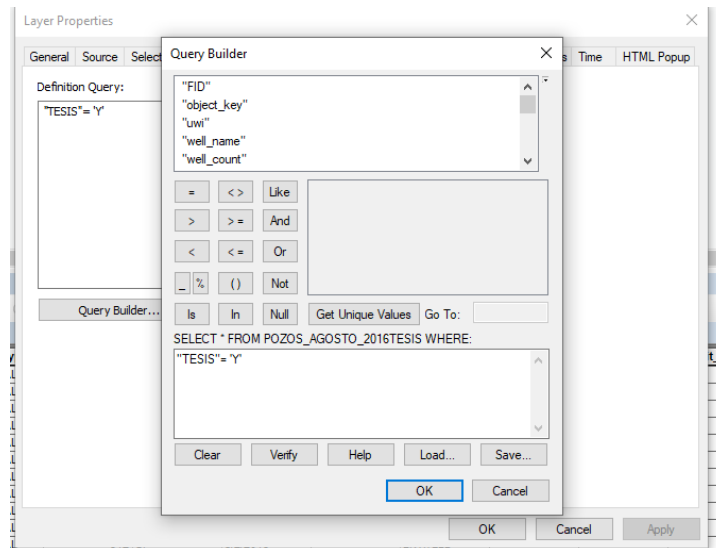 Layer Properties
General Source Select Time HTML Popup
Definition Query:
"TESIS"= 'Y'
Query Builder...
Query Builder
"FID"
"object_key"
"uwi"
"well_name"
"well_count"
= < > Like
> > = And
< < = Or
_ % ( ) Not
Is In Null Get Unique Values Go To:
SELECT * FROM POZOS_AGOSTO_2016TESIS WHERE:
"TESIS"= 'Y'
Clear Verify Help Load... Save...
OK Cancel
OK Cancel Apply